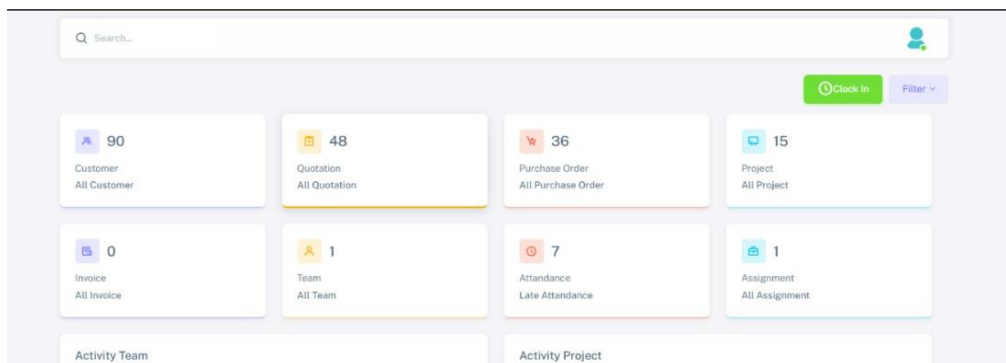 Search...
Clock In
Filter
90
Customer
All Customer
48
Quotation
All Quotation
36
Purchase Order
All Purchase Order
15
Project
All Project
0
Invoice
All Invoice
1
Team
All Team
7
Attandance
Late Attandance
1
Assignment
All Assignment
Activity Team
Activity Project